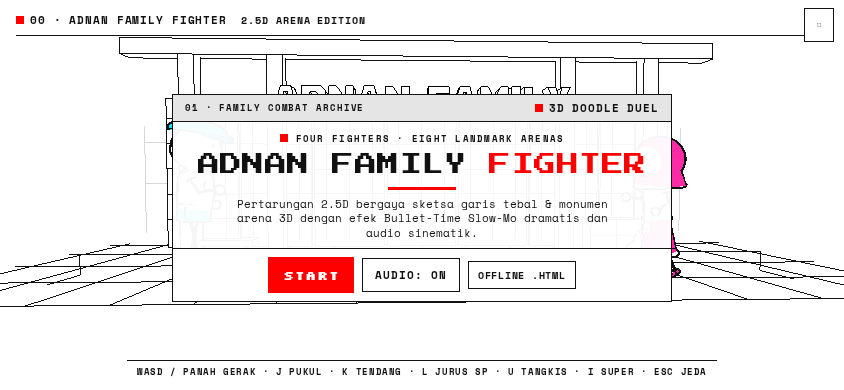 00 · ADNAN FAMILY FIGHTER 2.5D ARENA EDITION
ADNAN FAMILY
01 · FAMILY COMBAT ARCHIVE
3D DOODLE DUEL
FOUR FIGHTERS · EIGHT LANDMARK ARENAS
ADNAN FAMILY FIGHTER
Pertarungan 2.5D bergaya sketsa garis tebal & monumen
arena 3D dengan efek Bullet-Time Slow-Mo dramatis dan
audio sinematik.
START
AUDIO: ON
OFFLINE .HTML
WASD / PANAH GERAK · J PUKUL · K TENDANG · L JURUS SP · U TANGKIS · I SUPER · ESC JEDA